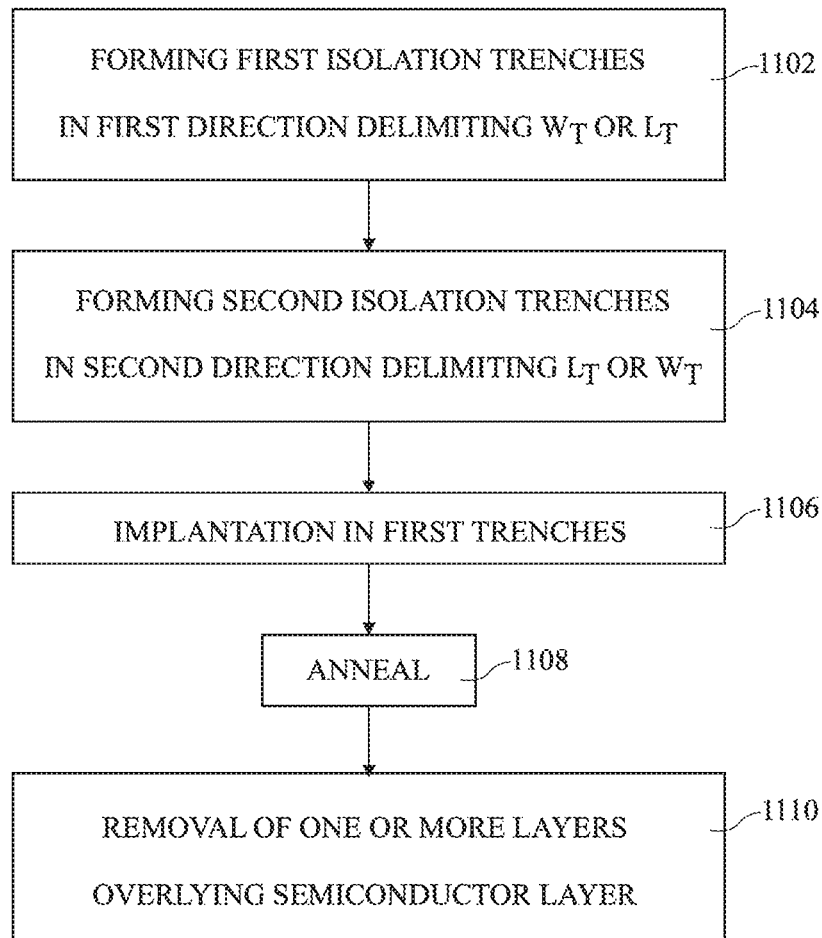 FORMING FIRST ISOLATION TRENCHES
IN FIRST DIRECTION DELIMITING WT OR LT
1102
FORMING SECOND ISOLATION TRENCHES
IN SECOND DIRECTION DELIMITING LT OR WT
1104
IMPLANTATION IN FIRST TRENCHES
1106
ANNEAL
1108
REMOVAL OF ONE OR MORE LAYERS
OVERLYING SEMICONDUCTOR LAYER
1110